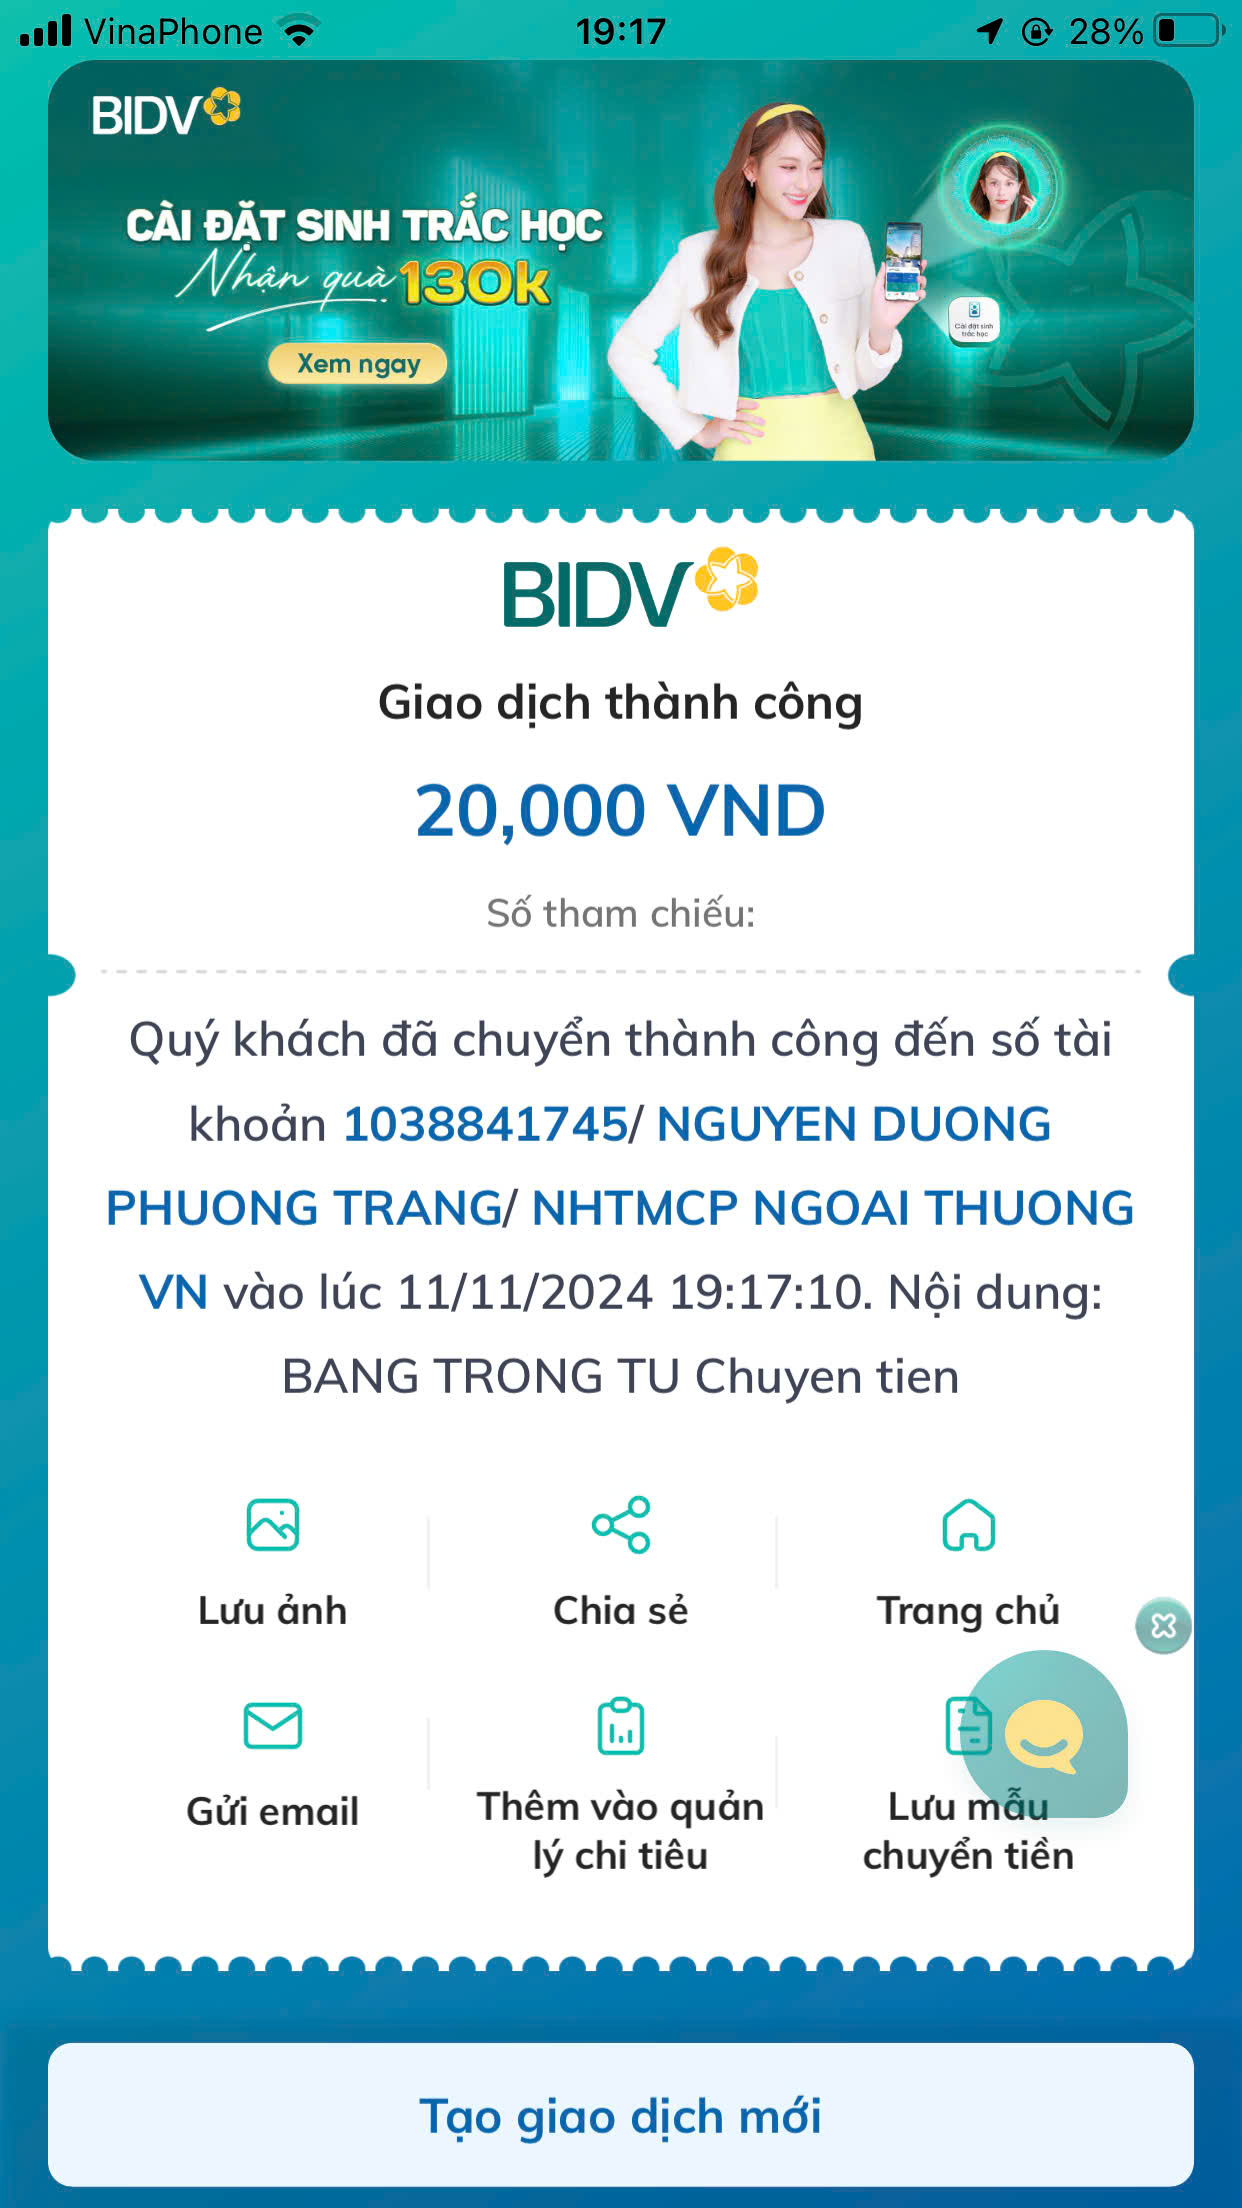 VinaPhone 19:17 28%
BIDV
CÀI ĐẶT SINH TRẮC HỌC
Nhận quà 130k
Xem ngay
Cài đặt sinh
trắc học
BIDV
Giao dịch thành công
20,000 VND
Số tham chiếu:
Quý khách đã chuyển thành công đến số tài
khoản 1038841745/ NGUYEN DUONG
PHUONG TRANG/ NHTMCP NGOAI THUONG
VN vào lúc 11/11/2024 19:17:10. Nội dung:
BANG TRONG TU Chuyen tien
Lưu ảnh
Chia sẻ
Trang chủ
Gửi email
Thêm vào quản
lý chi tiêu
Lưu mẫu
chuyển tiền
Tạo giao dịch mới